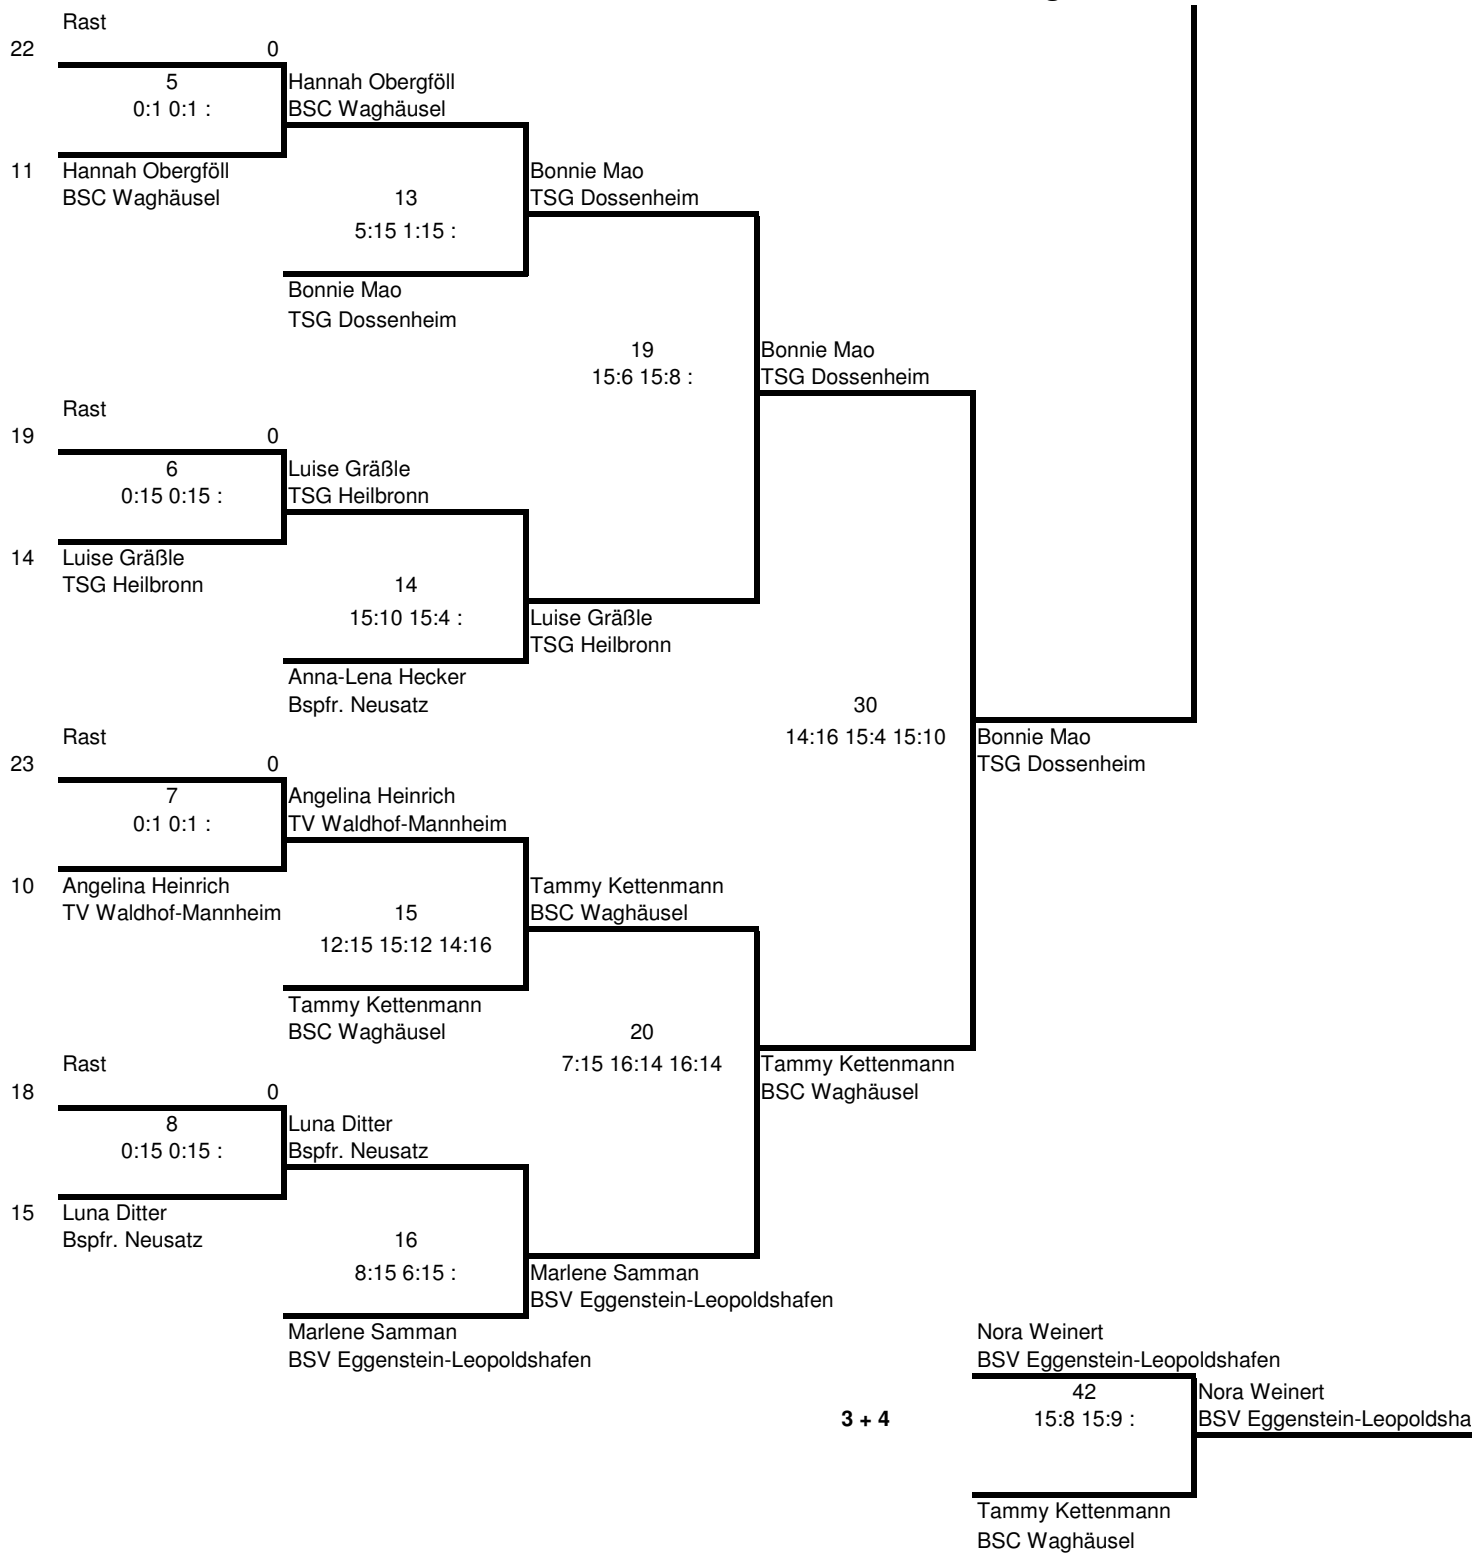 Rast
22 0
5
0:1 0:1 :
Hannah Obergföll
BSC Waghäusel
11 Hannah Obergföll
BSC Waghäusel
13
5:15 1:15 :
Bonnie Mao
TSG Dossenheim
Bonnie Mao
TSG Dossenheim
19
15:6 15:8 :
Bonnie Mao
TSG Dossenheim
Rast
19 0
6
0:15 0:15 :
Luise Gräßle
TSG Heilbronn
14 Luise Gräßle
TSG Heilbronn
14
15:10 15:4 :
Luise Gräßle
TSG Heilbronn
Anna-Lena Hecker
Bspfr. Neusatz
30
14:16 15:4 15:10
Bonnie Mao
TSG Dossenheim
Rast
23 0
7
0:1 0:1 :
Angelina Heinrich
TV Waldhof-Mannheim
10 Angelina Heinrich
TV Waldhof-Mannheim
15
12:15 15:12 14:16
Tammy Kettenmann
BSC Waghäusel
Tammy Kettenmann
BSC Waghäusel
20
7:15 16:14 16:14
Tammy Kettenmann
BSC Waghäusel
Rast
18 0
8
0:15 0:15 :
Luna Ditter
Bspfr. Neusatz
15 Luna Ditter
Bspfr. Neusatz
16
8:15 6:15 :
Marlene Samman
BSV Eggenstein-Leopoldshafen
Marlene Samman
BSV Eggenstein-Leopoldshafen
Nora Weinert
BSV Eggenstein-Leopoldshafen
3 + 4
42
15:8 15:9 :
Nora Weinert
BSV Eggenstein-Leopoldsha
Tammy Kettenmann
BSC Waghäusel